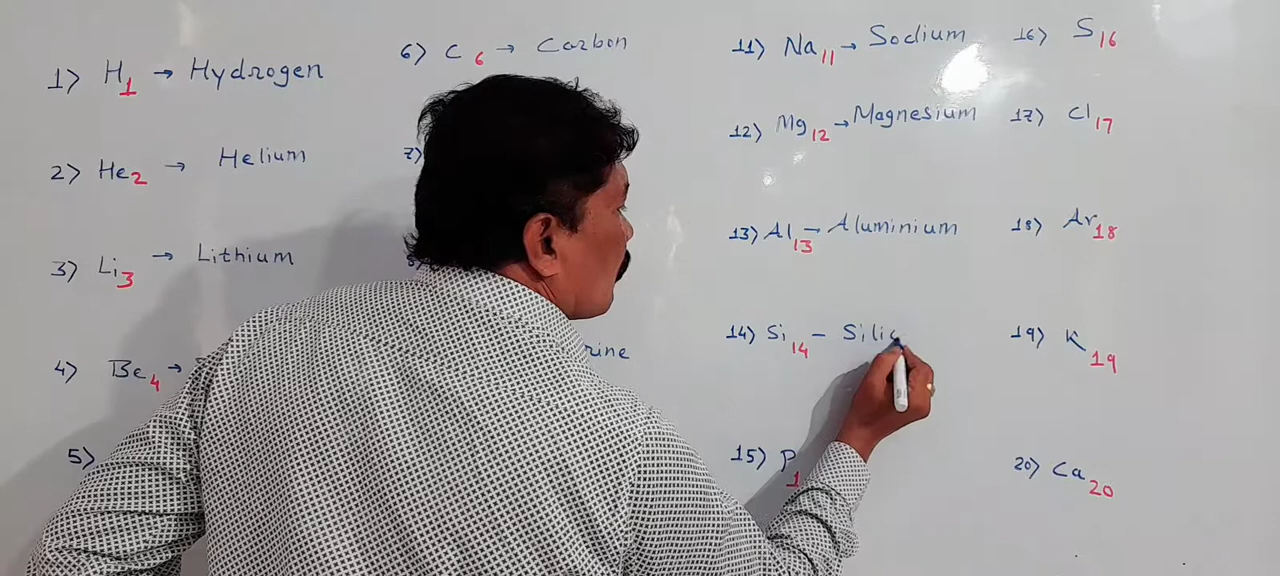 1) H1 → Hydrogen
2) He2 → Helium
3) Li3 → Lithium
4) Be4 →
5)
6) C6 → Carbon
7)
11) Na11 → Sodium
12) Mg12 → Magnesium
13) Al13 – Aluminium
14) Si14 – Silic
15) P1
16) S16
17) Cl17
18) Ar18
19) K19
20) Ca20